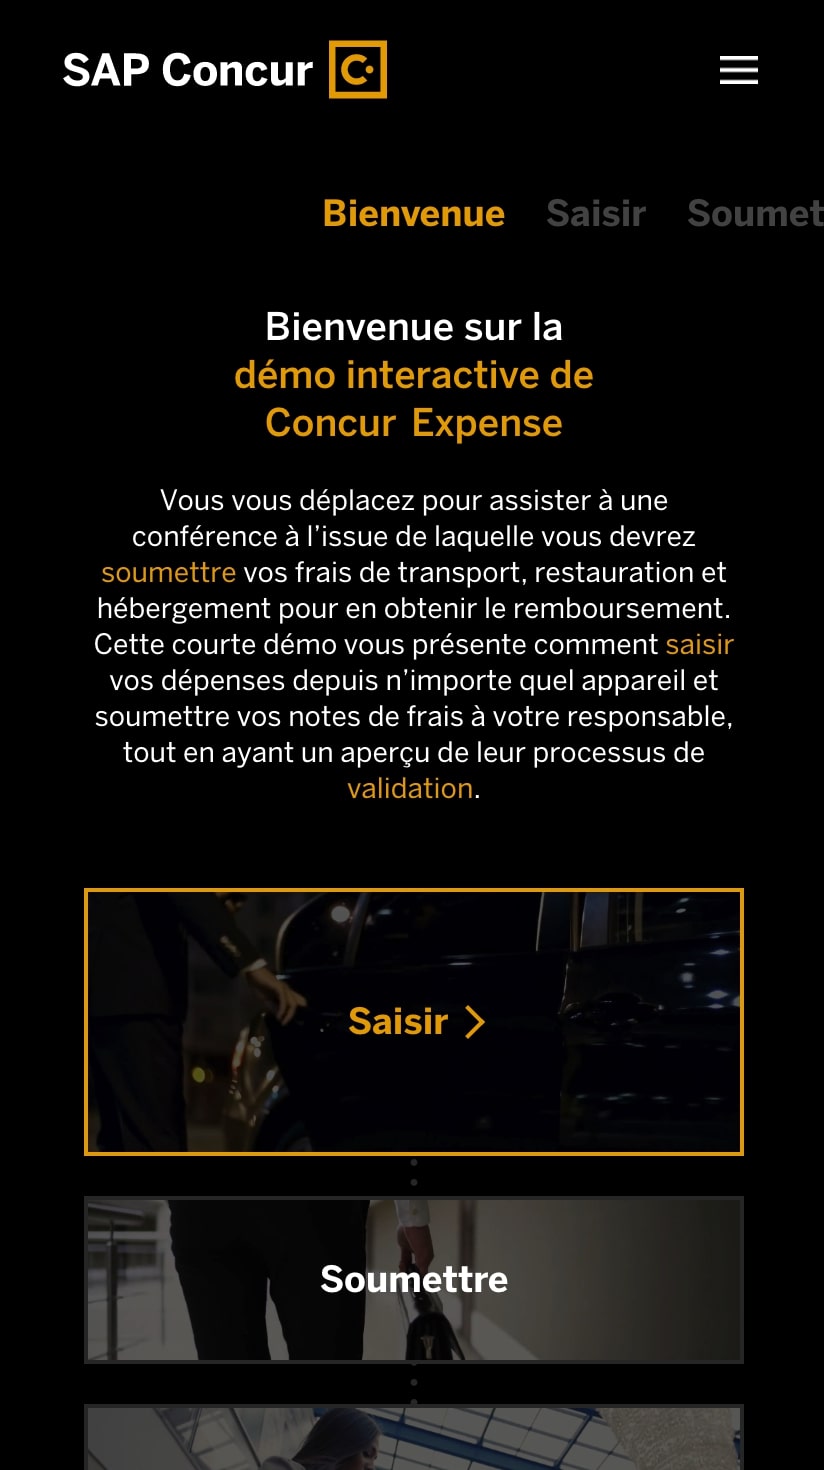 SAP Concur
Bienvenue Saisir Soumet
Bienvenue sur la
démo interactive de
Concur Expense
Vous vous déplacez pour assister à une
conférence à l’issue de laquelle vous devrez
soumettre vos frais de transport, restauration et
hébergement pour en obtenir le remboursement.
Cette courte démo vous présente comment saisir
vos dépenses depuis n’importe quel appareil et
soumettre vos notes de frais à votre responsable,
tout en ayant un aperçu de leur processus de
validation.
Saisir
Soumettre